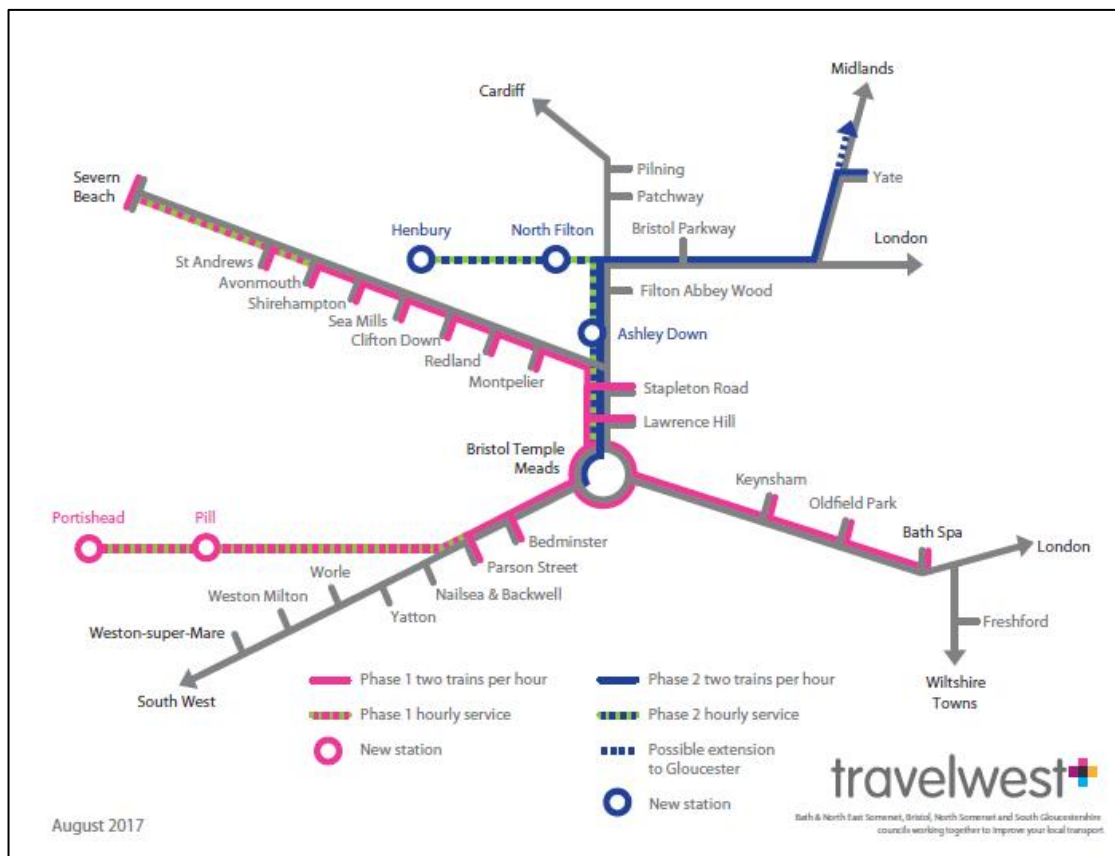 Midlands
Cardiff
Pilning
Severn
Beach
Yate
Patchway
Henbury
North Filton
Bristol Parkway
London
St Andrews
Avonmouth
Filton Abbey Wood
Shirehampton
Sea Mills
Ashley Down
Clifton Down
Redland
Montpelier
Stapleton Road
Lawrence Hill
Bristol Temple
Meads
Keynsham
Oldfield Park
Portishead
Pill
Bath Spa
Bedminster
London
Parson Street
Worle
Nailsea & Backwell
Weston Milton
Yatton
Freshford
Weston-super-Mare
South West
Wiltshire
Towns
Phase 1 two trains per hour
Phase 1 hourly service
New station
Phase 2 two trains per hour
Phase 2 hourly service
Possible extension
to Gloucester
New station
travelwest
Bath & North East Somerset, Bristol, North Somerset and South Gloucestershire
councils working together to improve your local transport
August 2017